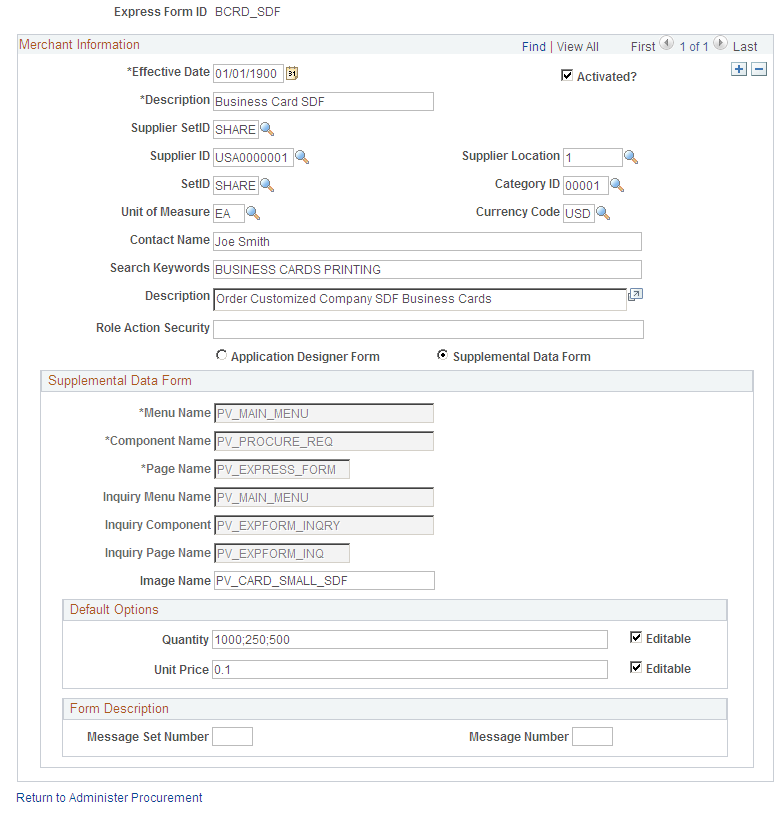 Express Form ID BCRD_SDF
Merchant Information Find | View All First 1 of 1 Last
*Effective Date 01/01/1900 31 Activated?
*Description Business Card SDF
Supplier SetID SHARE
Supplier ID USA0000001 Supplier Location 1
SetID SHARE Category ID 00001
Unit of Measure EA Currency Code USD
Contact Name Joe Smith
Search Keywords BUSINESS CARDS PRINTING
Description Order Customized Company SDF Business Cards
Role Action Security
Application Designer Form Supplemental Data Form
Supplemental Data Form
*Menu Name PV_MAIN_MENU
*Component Name PV_PROCURE_REQ
*Page Name PV_EXPRESS_FORM
Inquiry Menu Name PV_MAIN_MENU
Inquiry Component PV_EXPFORM_INQRY
Inquiry Page Name PV_EXPFORM_INQ
Image Name PV_CARD_SMALL_SDF
Default Options
Quantity 1000;250;500 Editable
Unit Price 0.1 Editable
Form Description
Message Set Number Message Number
Return to Administer Procurement